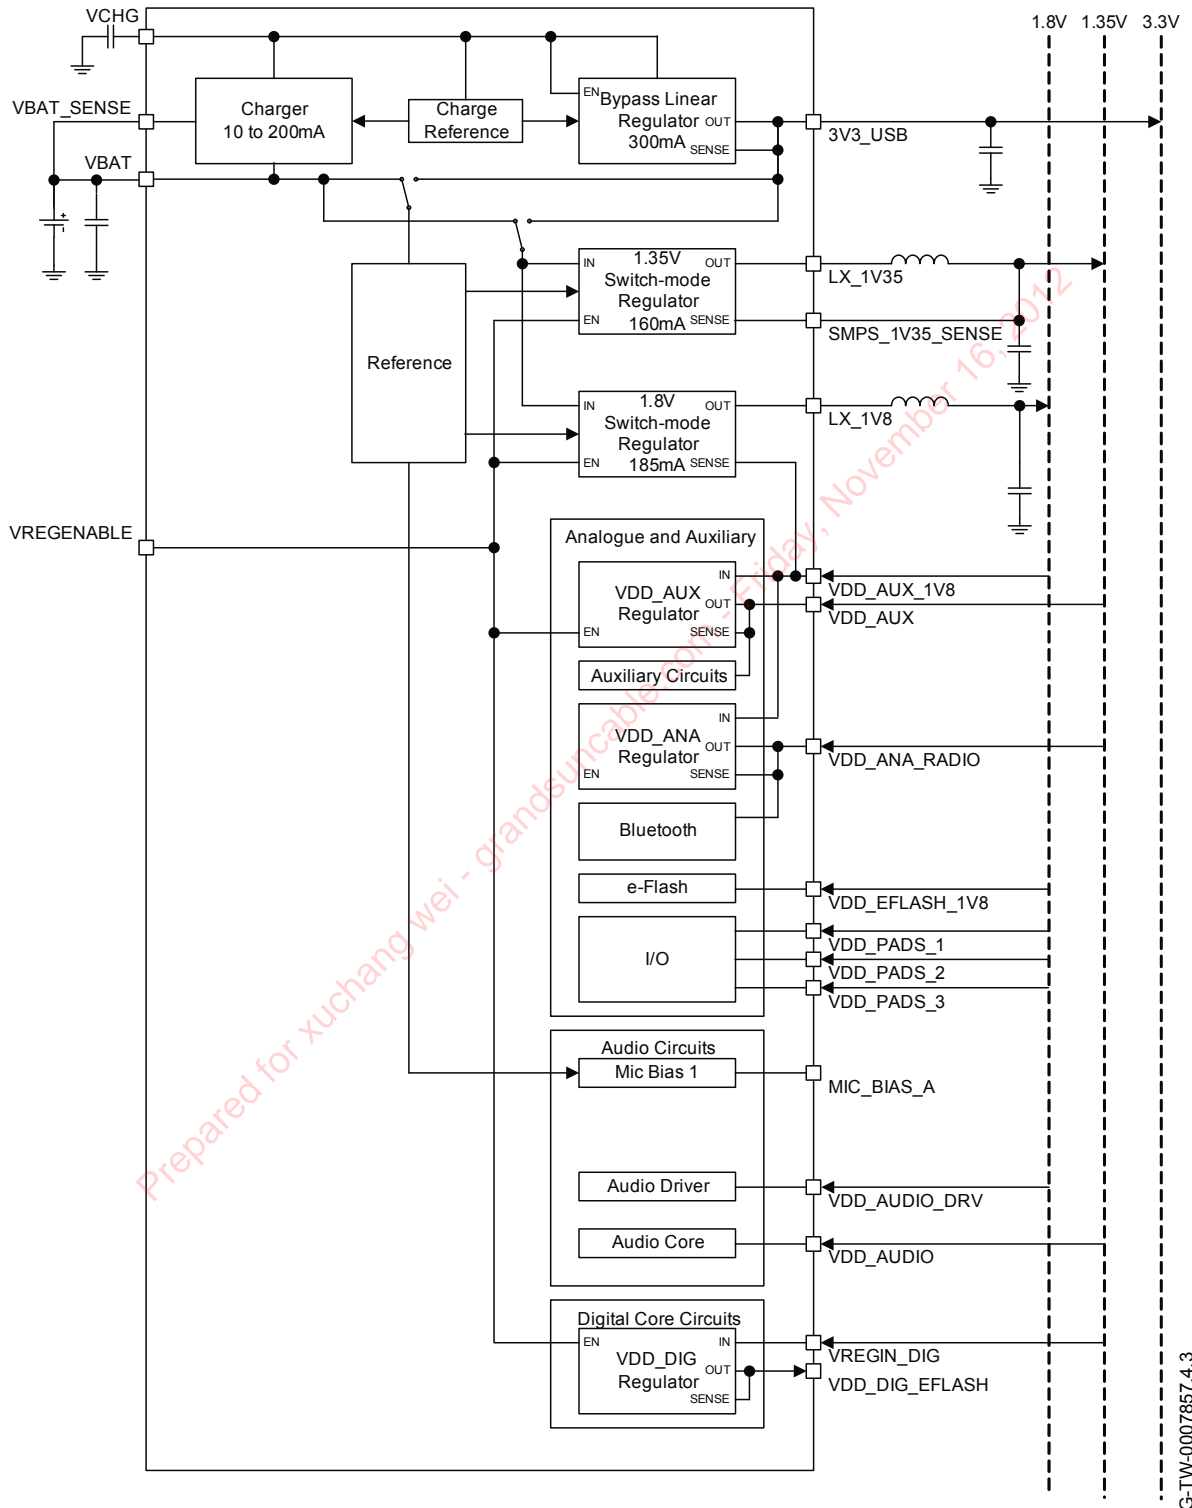 VCHG
1.8V 1.35V 3.3V
VBAT_SENSE
Charger
10 to 200mA
Charge
Reference
EN
Bypass Linear
Regulator
300mA
OUT
SENSE
3V3_USB
VBAT
IN
1.35V
Switch-mode
Regulator
160mA
OUT
EN
SENSE
LX_1V35
SMPS_1V35_SENSE
Reference
IN
1.8V
Switch-mode
Regulator
185mA
OUT
EN
SENSE
LX_1V8
VREGENABLE
Analogue and Auxiliary
IN
VDD_AUX
Regulator
OUT
EN
SENSE
VDD_AUX_1V8
VDD_AUX
Auxiliary Circuits
IN
VDD_ANA
Regulator
OUT
EN
SENSE
VDD_ANA_RADIO
Bluetooth
e-Flash
VDD_EFLASH_1V8
I/O
VDD_PADS_1
VDD_PADS_2
VDD_PADS_3
Audio Circuits
Mic Bias 1
MIC_BIAS_A
Audio Driver
VDD_AUDIO_DRV
Audio Core
VDD_AUDIO
Digital Core Circuits
EN
IN
VDD_DIG
Regulator
OUT
SENSE
VREGIN_DIG
VDD_DIG_EFLASH
G-TW-0007857.4.3
Prepared for xuchang wei - grandsuncable.com - Friday, November 16, 2012